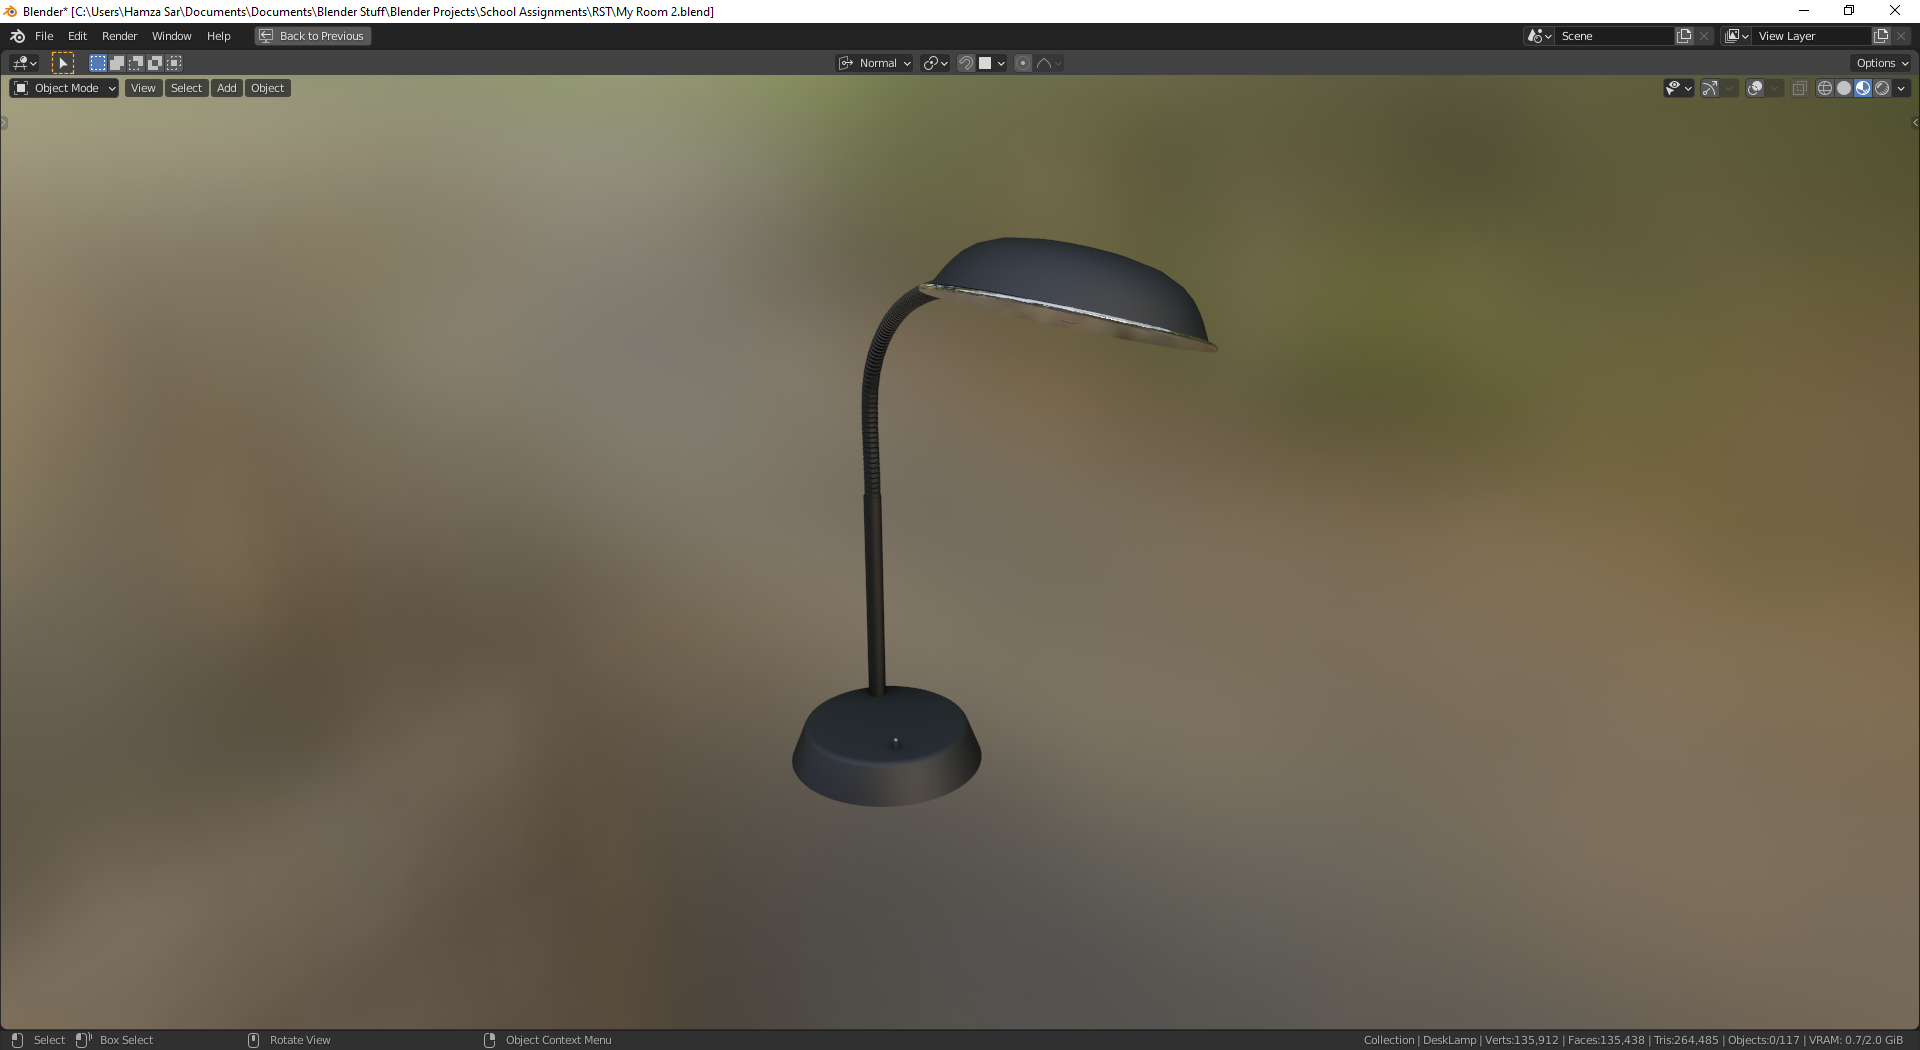 Blender* [C:\Users\Hamza Sar\Documents\Documents\Blender Stuff\Blender Projects\School Assignments\RST\My Room 2.blend]
File Edit Render Window Help Back to Previous Scene View Layer
Normal Options
Object Mode View Select Add Object
Select Box Select Rotate View Object Context Menu Collection | DeskLamp | Verts:135,912 | Faces:135,438 | Tris:264,485 | Objects:0/117 | VRAM: 0.7/2.0 GiB